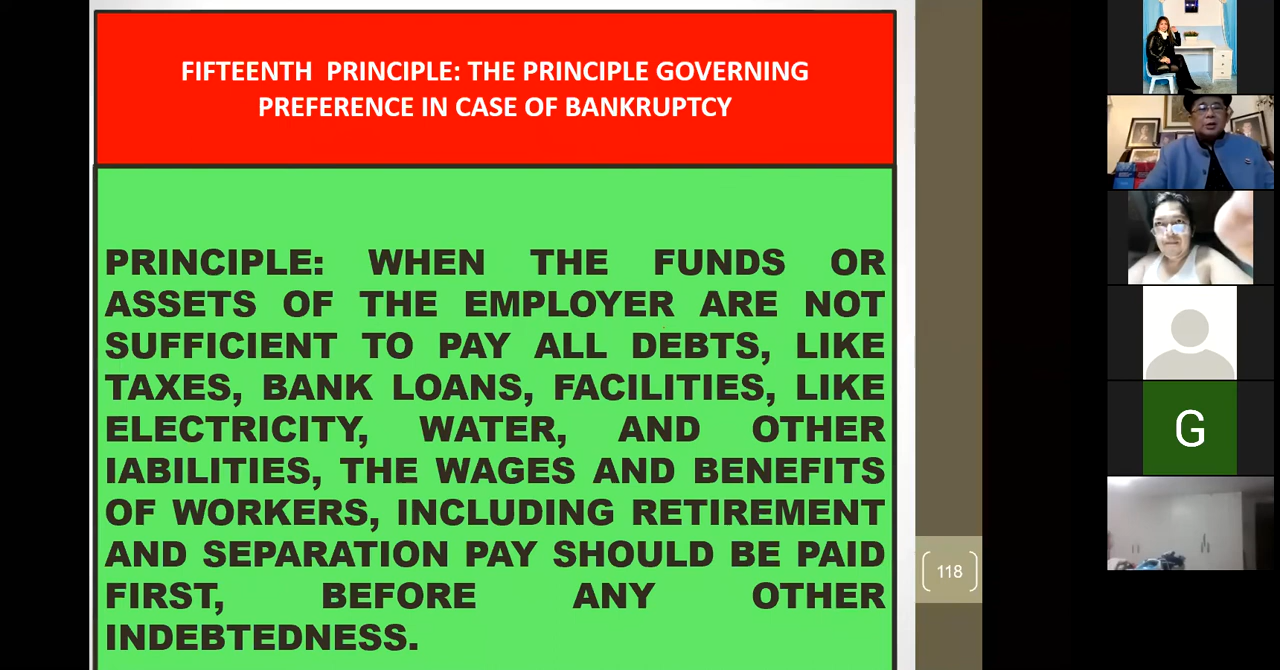 FIFTEENTH PRINCIPLE: THE PRINCIPLE GOVERNING
PREFERENCE IN CASE OF BANKRUPTCY
PRINCIPLE: WHEN THE FUNDS OR
ASSETS OF THE EMPLOYER ARE NOT
SUFFICIENT TO PAY ALL DEBTS, LIKE
TAXES, BANK LOANS, FACILITIES, LIKE
ELECTRICITY, WATER, AND OTHER
IABILITIES, THE WAGES AND BENEFITS
OF WORKERS, INCLUDING RETIREMENT
AND SEPARATION PAY SHOULD BE PAID
FIRST, BEFORE ANY OTHER
INDEBTEDNESS.
118
G